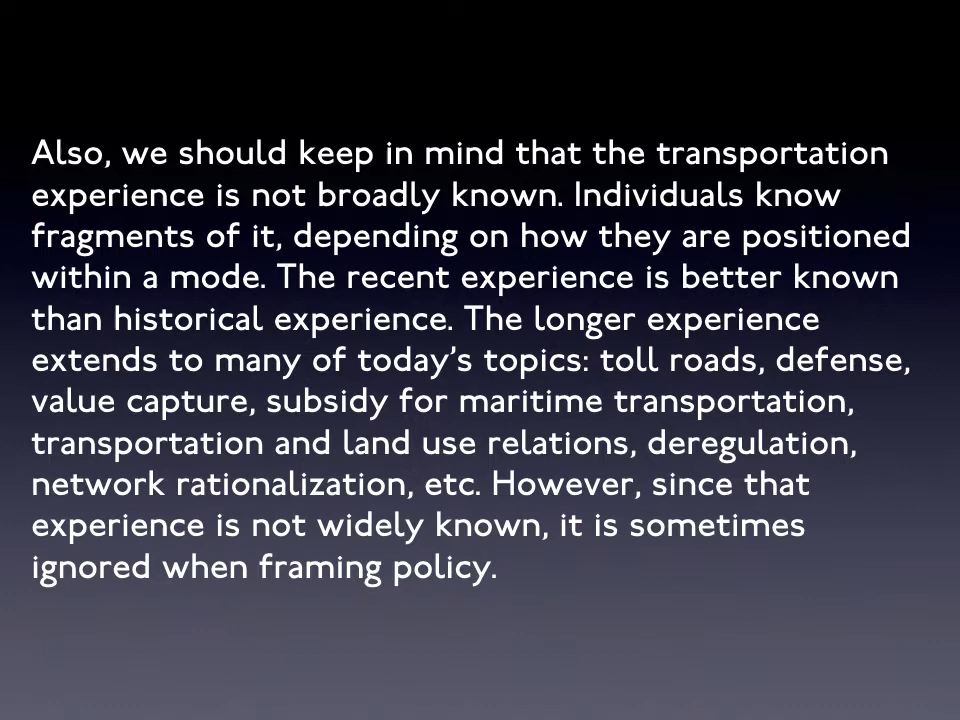 Also, we should keep in mind that the transportation
experience is not broadly known. Individuals know
fragments of it, depending on how they are positioned
within a mode. The recent experience is better known
than historical experience. The longer experience
extends to many of today’s topics: toll roads, defense,
value capture, subsidy for maritime transportation,
transportation and land use relations, deregulation,
network rationalization, etc. However, since that
experience is not widely known, it is sometimes
ignored when framing policy.